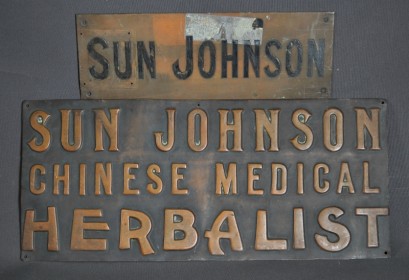 SUN JOHNSON
SUN JOHNSON
CHINESE MEDICAL
HERBALIST